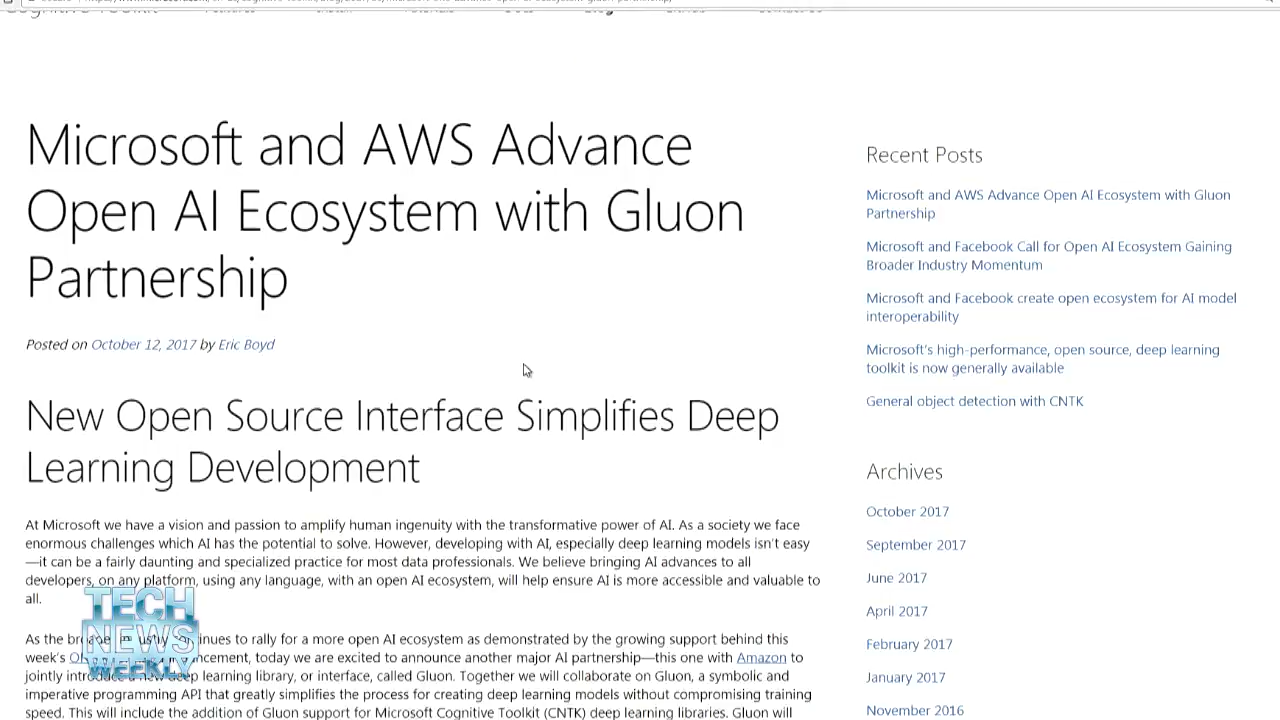 Microsoft and AWS Advance
Open AI Ecosystem with Gluon
Partnership
Posted on October 12, 2017 by Eric Boyd
New Open Source Interface Simplifies Deep
Learning Development
At Microsoft we have a vision and passion to amplify human ingenuity with the transformative power of AI. As a society we face
enormous challenges which AI has the potential to solve. However, developing with AI, especially deep learning models isn't easy
—it can be a fairly daunting and specialized practice for most data professionals. We believe bringing AI advances to all
developers, on any platform, using any language, with an open AI ecosystem, will help ensure AI is more accessible and valuable to
all.
As the to rally for a more open AI ecosystem as demonstrated by the growing support behind this
week's today we are excited to announce another major AI partnership—this one with Amazon to
jointly learning library, or interface, called Gluon. Together we will collaborate on Gluon, a symbolic and
imperative programming API that greatly simplifies the process for creating deep learning models without compromising training
speed. This will include the addition of Gluon support for Microsoft Cognitive Toolkit (CNTK) deep learning libraries. Gluon will
TECH
NEWS
WEEKLY
Recent Posts
Microsoft and AWS Advance Open AI Ecosystem with Gluon
Partnership
Microsoft and Facebook Call for Open AI Ecosystem Gaining
Broader Industry Momentum
Microsoft and Facebook create open ecosystem for AI model
interoperability
Microsoft's high-performance, open source, deep learning
toolkit is now generally available
General object detection with CNTK
Archives
October 2017
September 2017
June 2017
April 2017
February 2017
January 2017
November 2016